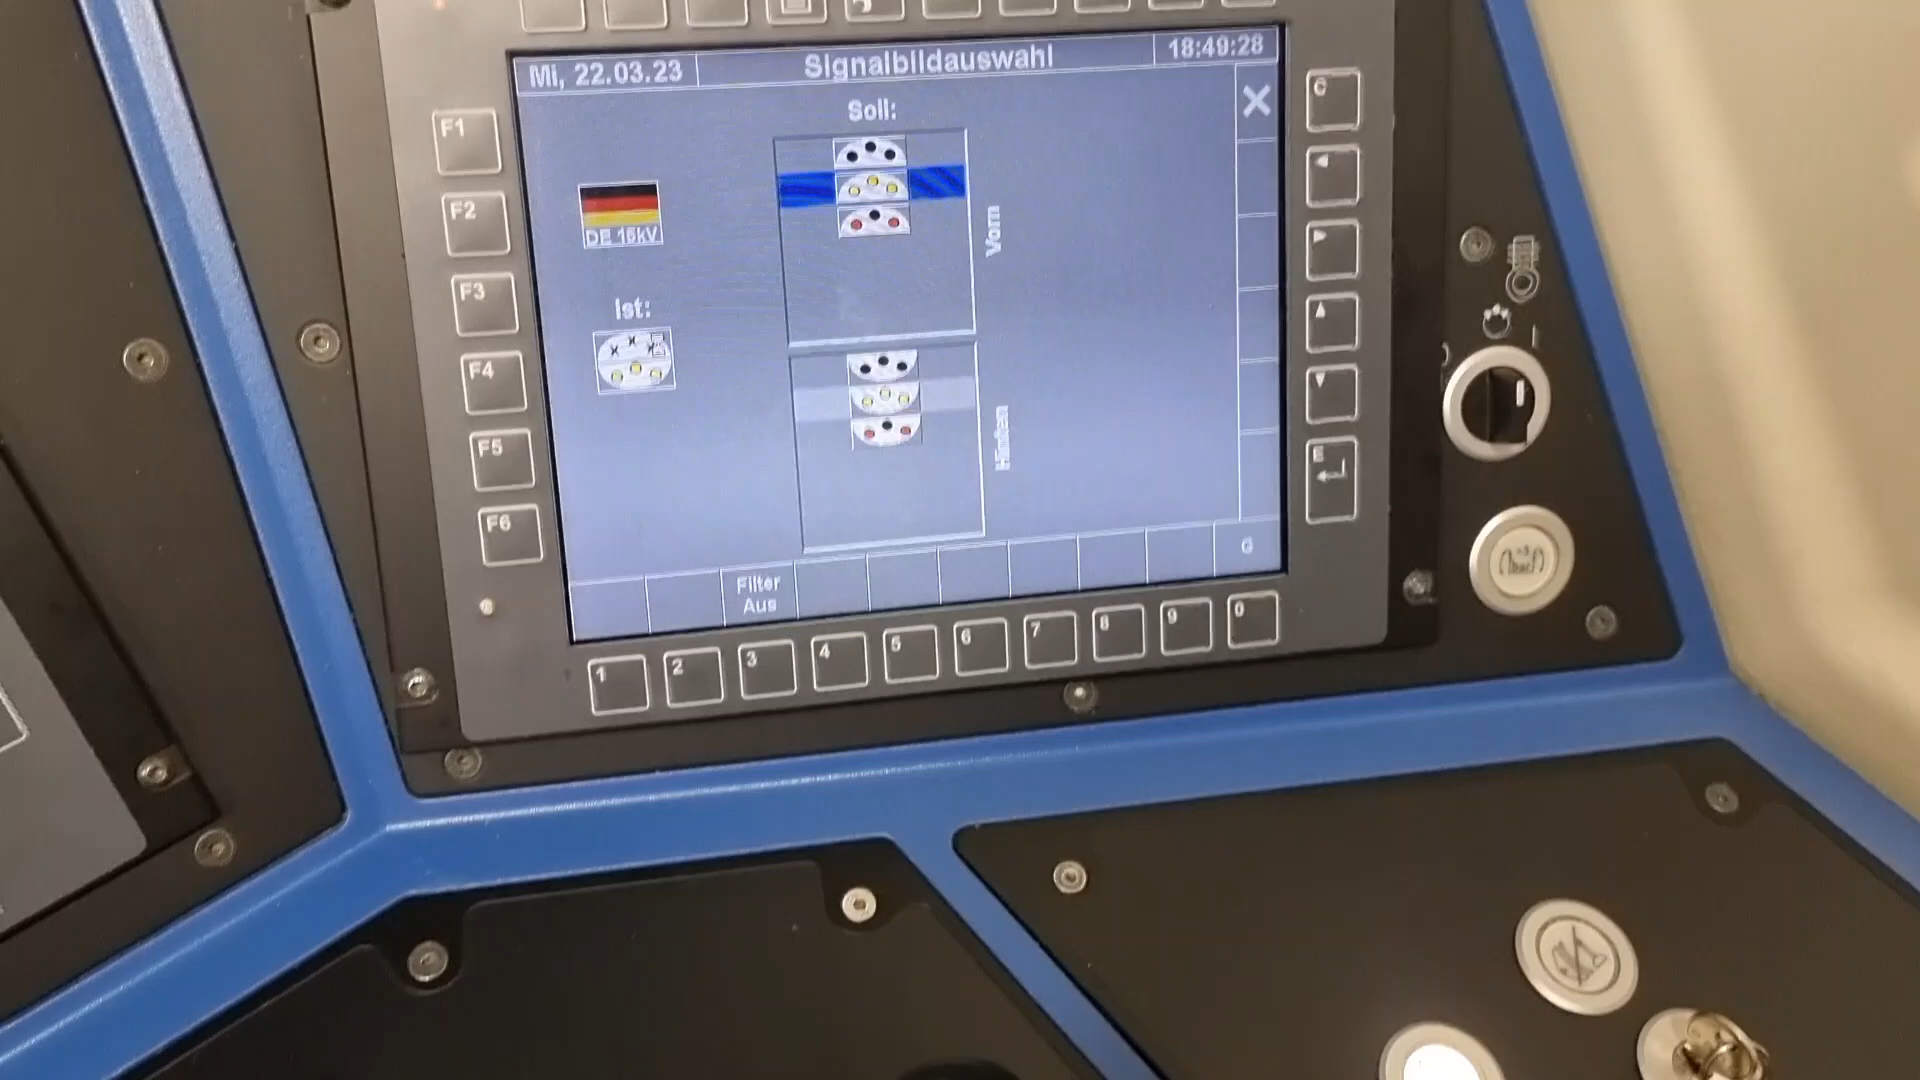 Mi, 22.03.23
Signalbildauswahl
18:49:28
Soll:
DE 15kV
Vorn
Ist:
Hinten
Filter
Aus
G
F1
F2
F3
F4
F5
F6
C
E
1
2
3
4
5
6
7
8
9
0